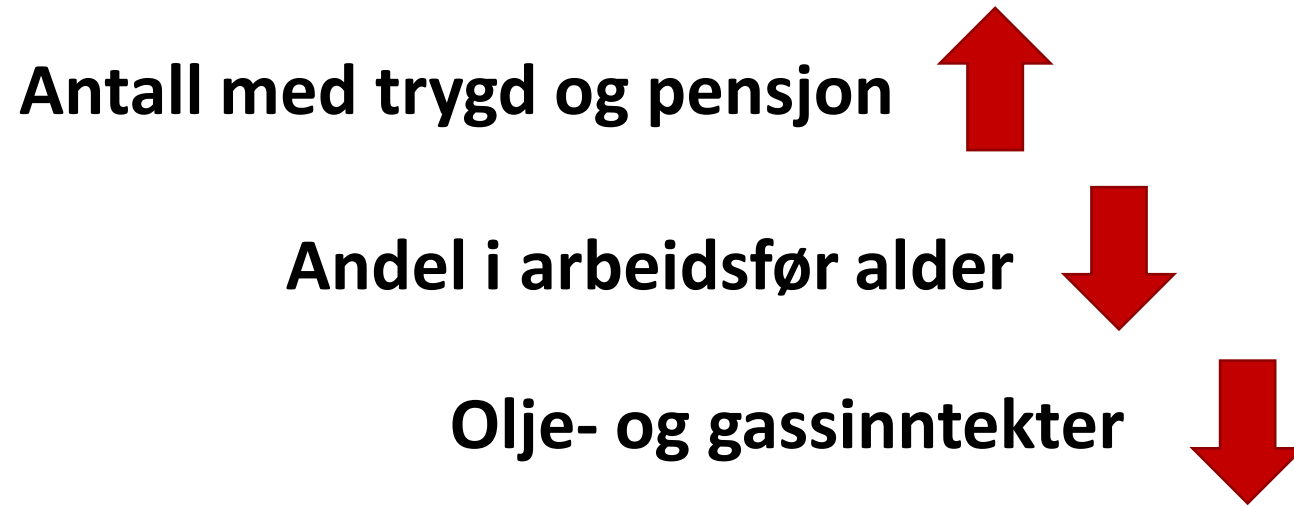 Antall med trygd og pensjon
Andel i arbeidsfør alder
Olje- og gassinntekter